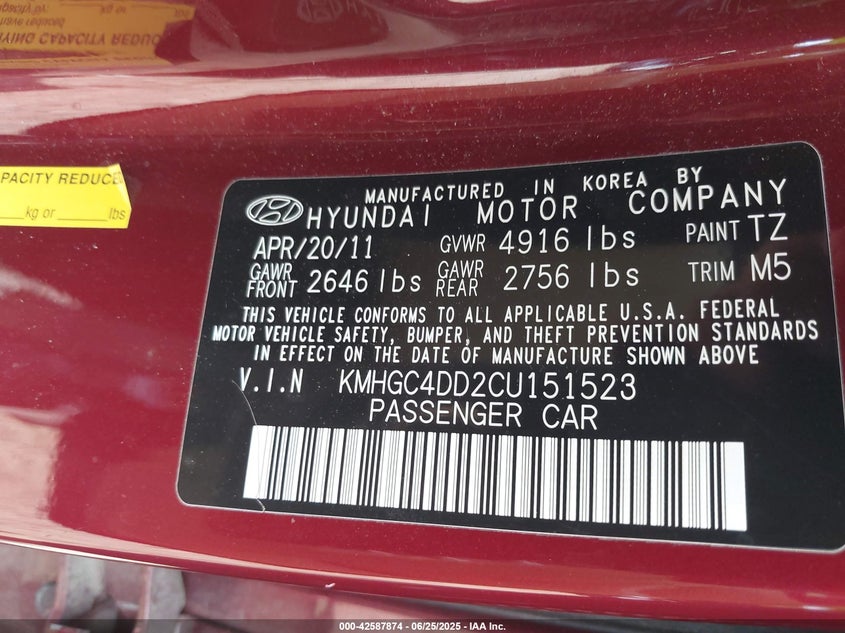 YING CAPACITY REDUC
PACITY REDUCE
kg or lbs
MANUFACTURED IN KOREA BY
HYUNDAI MOTOR COMPANY
APR/20/11 GVWR 4916 lbs PAINT TZ
GAWR FRONT 2646 lbs GAWR REAR 2756 lbs TRIM M5
THIS VEHICLE CONFORMS TO ALL APPLICABLE U.S.A. FEDERAL
MOTOR VEHICLE SAFETY, BUMPER, AND THEFT PREVENTION STANDARDS
IN EFFECT ON THE DATE OF MANUFACTURE SHOWN ABOVE
V.I.N KMHGC4DD2CU151523
PASSENGER CAR
000-42587874 / 06/25/2025 - IAA Inc.